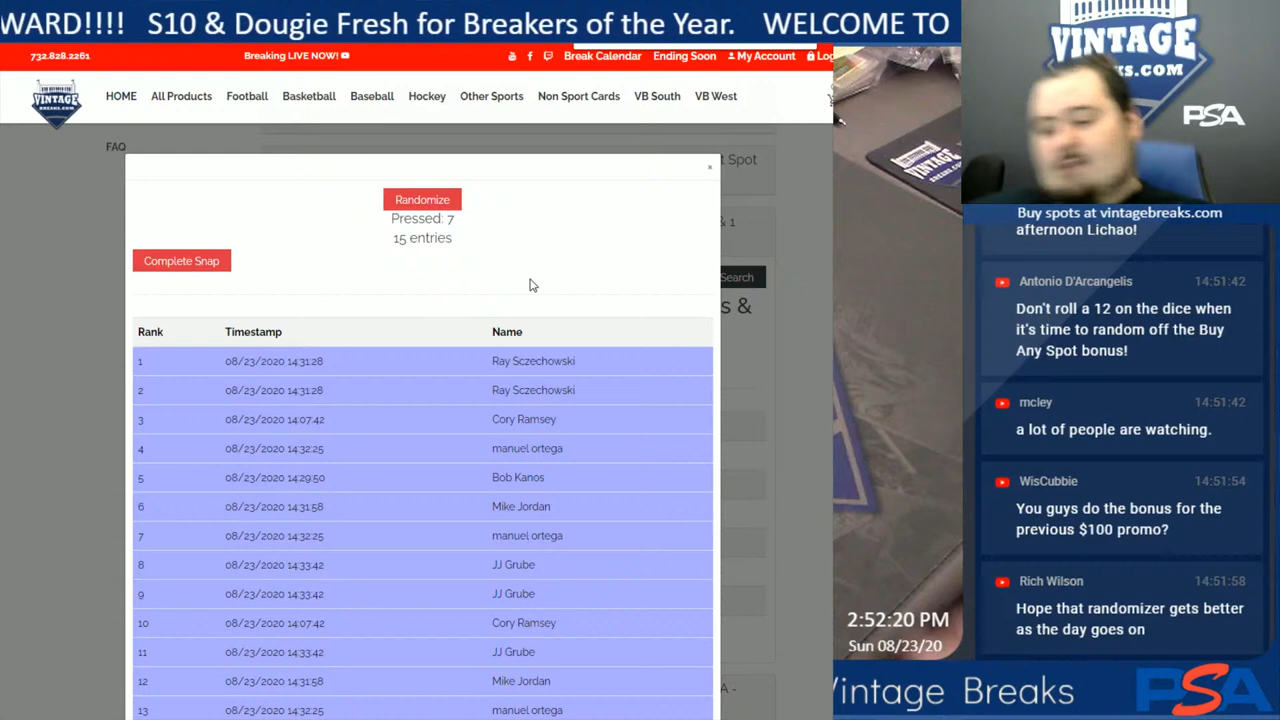 WARD!!!! S10 & Dougie Fresh for Breakers of the Year. WELCOME TO
732.828.2261 Breaking LIVE NOW! Break Calendar Ending Soon My Account Log
VINTAGE
BREAKS.COM
HOME All Products Football Basketball Baseball Hockey Other Sports Non Sport Cards VB South VB West
FAQ
t Spot
×
Randomize
Pressed: 7
15 entries
& 1
Complete Snap
Search
s &
Rank Timestamp Name
1 08/23/2020 14:31:28 Ray Sczechowski
2 08/23/2020 14:31:28 Ray Sczechowski
3 08/23/2020 14:07:42 Cory Ramsey
4 08/23/2020 14:32:25 manuel ortega
5 08/23/2020 14:29:50 Bob Kanos
6 08/23/2020 14:31:58 Mike Jordan
7 08/23/2020 14:32:25 manuel ortega
8 08/23/2020 14:33:42 JJ Grube
9 08/23/2020 14:33:42 JJ Grube
10 08/23/2020 14:07:42 Cory Ramsey
11 08/23/2020 14:33:42 JJ Grube
12 08/23/2020 14:31:58 Mike Jordan
13 08/23/2020 14:32:25 manuel ortega
A -
VINTAGE
BREAKS.COM
PSA
Buy spots at vintagebreaks.com
afternoon Lichao!
Antonio D'Arcangelis 14:51:42
Don't roll a 12 on the dice when
it's time to random off the Buy
Any Spot bonus!
mcley 14:51:42
a lot of people are watching.
WisCubbie 14:51:54
You guys do the bonus for the
previous $100 promo?
Rich Wilson 14:51:58
Hope that randomizer gets better
as the day goes on
2:52:20 PM
Sun 08/23/20
Vintage Breaks
PSA